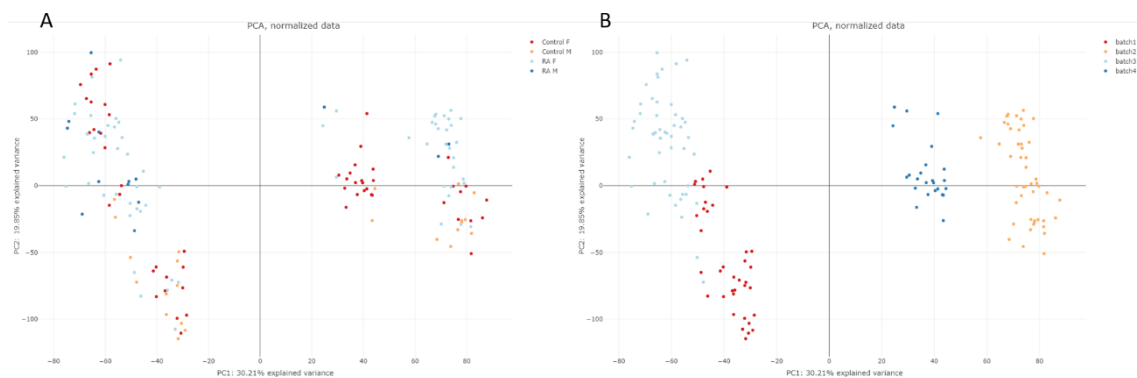 A
PCA, normalized data
Control F
Control M
RA F
RA M
100
50
0
−50
−100
PC2: 19.85% explained variance
−80
−60
−40
−20
0
20
40
60
80
PC1: 30.21% explained variance
B
PCA, normalized data
batch1
batch2
batch3
batch4
100
50
0
−50
−100
PC2: 19.85% explained variance
−80
−60
−40
−20
0
20
40
60
80
PC1: 30.21% explained variance